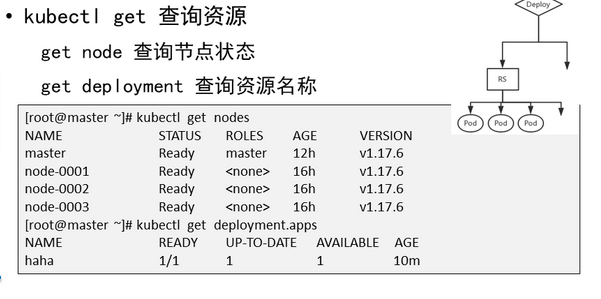 • kubectl get 查询资源
get node 查询节点状态
get deployment 查询资源名称
Deploy
RS
Pod Pod Pod
[root@master ~]# kubectl get nodes
NAME STATUS ROLES AGE VERSION
master Ready master 12h v1.17.6
node-0001 Ready <none> 16h v1.17.6
node-0002 Ready <none> 16h v1.17.6
node-0003 Ready <none> 16h v1.17.6
[root@master ~]# kubectl get deployment.apps
NAME READY UP-TO-DATE AVAILABLE AGE
haha 1/1 1 1 10m